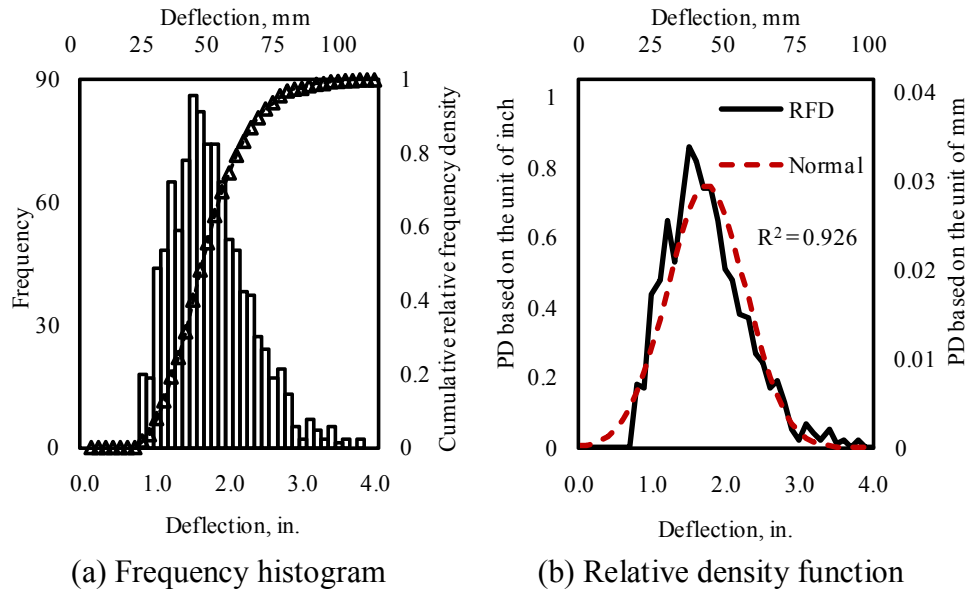 Deflection, mm
0 25 50 75 100
90
60
30
0
Frequency
1
0.8
0.6
0.4
0.2
0
Cumulative relative frequency density
0.0 1.0 2.0 3.0 4.0
Deflection, in.
(a) Frequency histogram
Deflection, mm
0 25 50 75 100
1
0.8
0.6
0.4
0.2
0
PD based on the unit of inch
RFD
Normal
R² = 0.926
0.04
0.03
0.02
0.01
0
PD based on the unit of mm
0.0 1.0 2.0 3.0 4.0
Deflection, in.
(b) Relative density function